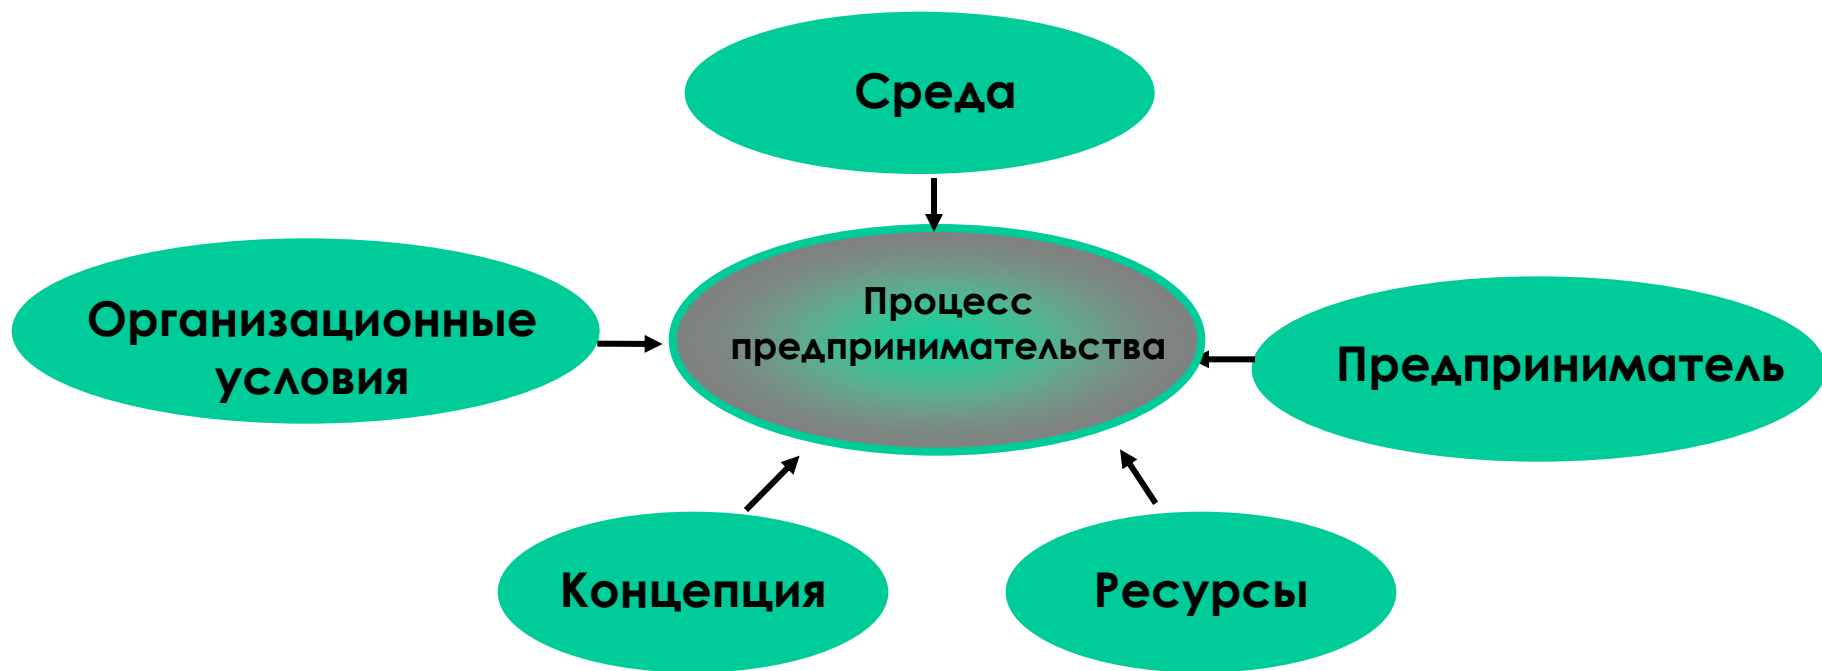 Среда
Процесс
предпринимательства
Организационные
условия
Предприниматель
Концепция
Ресурсы